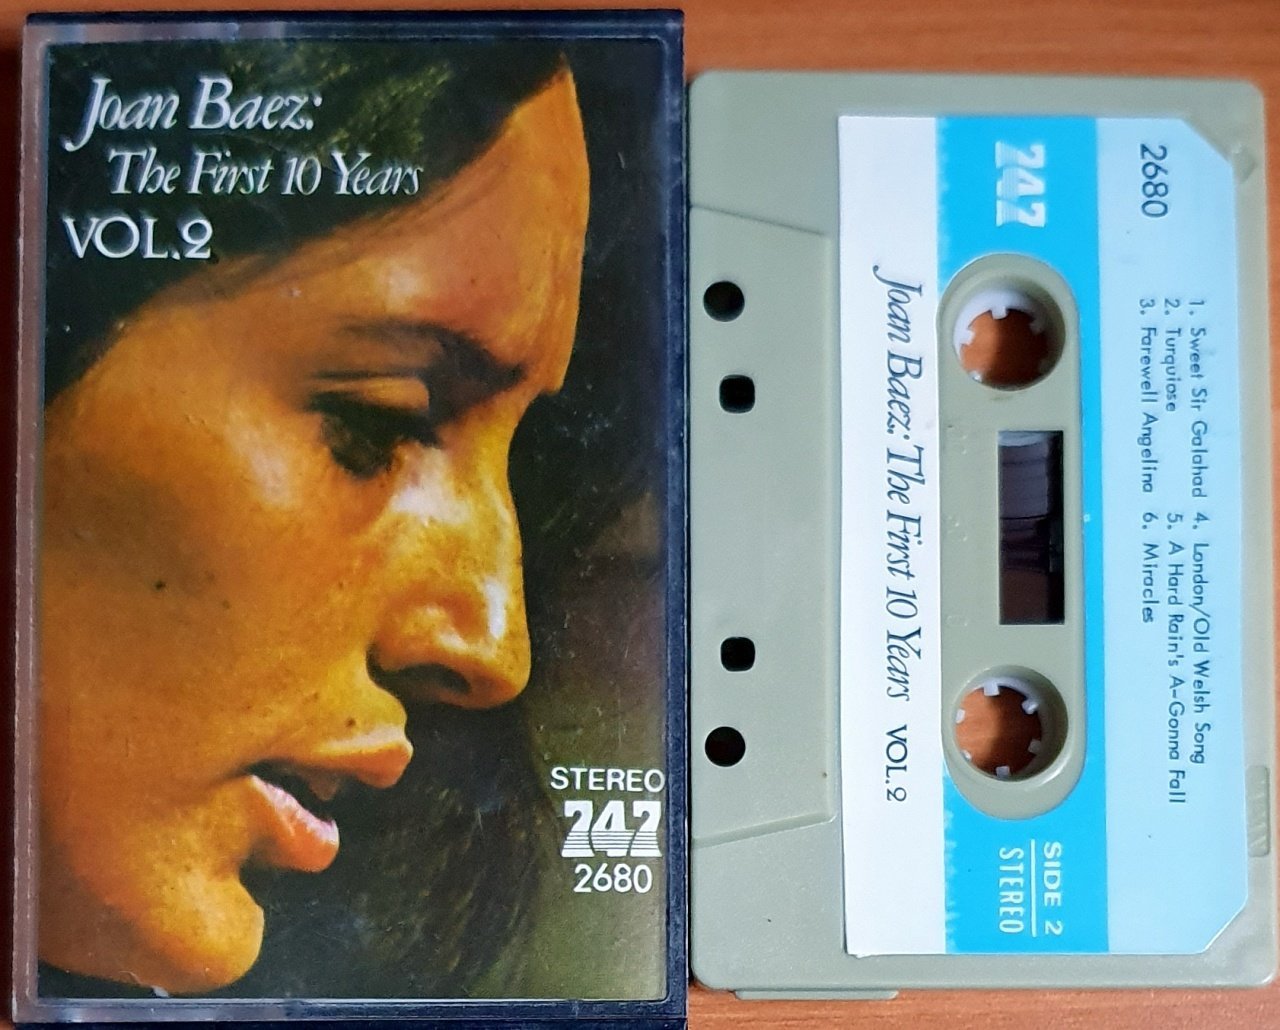 Joan Baez:
The First 10 Years
VOL.2
STEREO
747
2680
2680
1. Sweet Sir Galahad
2. Turquiose
3. Farewell Angelina
4. London/Old Welsh Song
5. A Hard Rain's A-Gonna Fall
6. Miracles
747
SIDE 2
STEREO
Joan Baez: The First 10 Years VOL.2